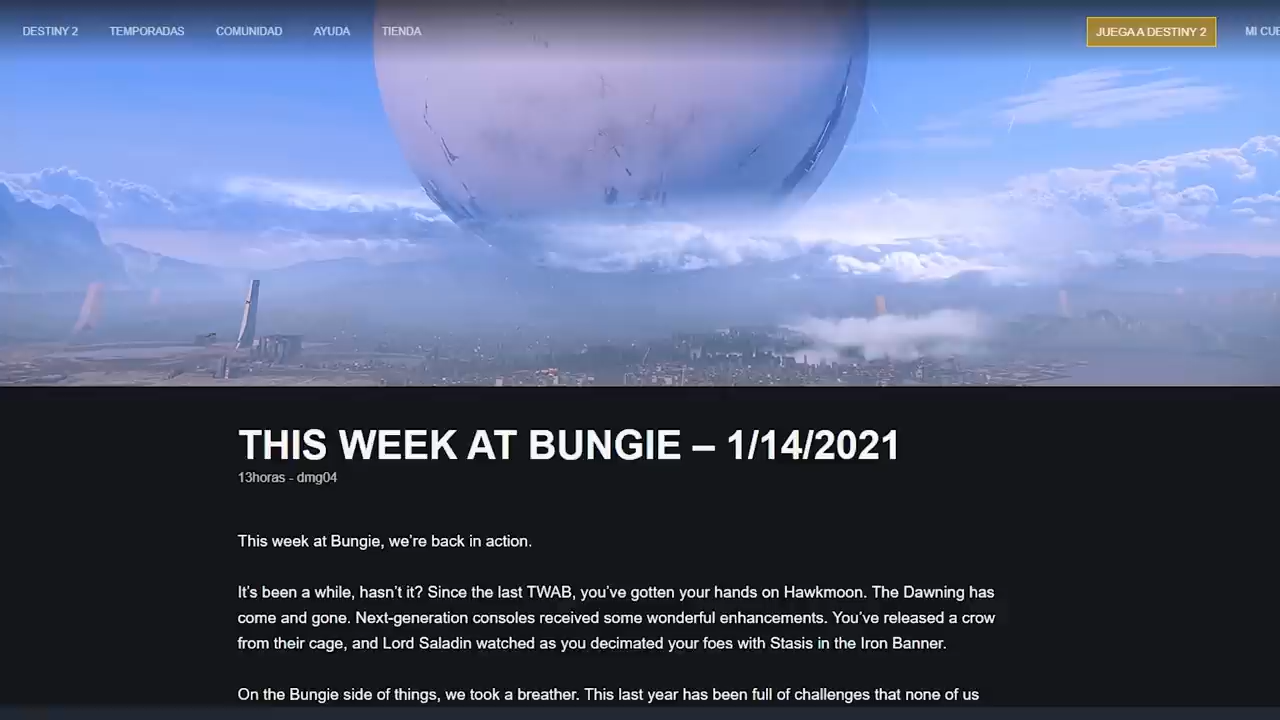 DESTINY 2 TEMPORADAS COMUNIDAD AYUDA TIENDA JUEGA A DESTINY 2 MI CUE
THIS WEEK AT BUNGIE – 1/14/2021
13horas - dmg04
This week at Bungie, we’re back in action.
It’s been a while, hasn’t it? Since the last TWAB, you’ve gotten your hands on Hawkmoon. The Dawning has
come and gone. Next-generation consoles received some wonderful enhancements. You’ve released a crow
from their cage, and Lord Saladin watched as you decimated your foes with Stasis in the Iron Banner.
On the Bungie side of things, we took a breather. This last year has been full of challenges that none of us